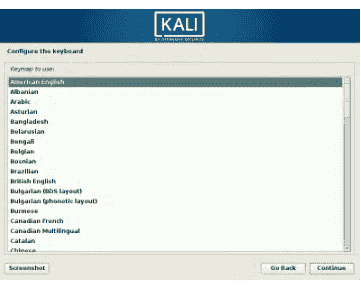 KALI
BY OFFENSIVE SECURITY
Configure the keyboard
Keymap to use:
American English
Albanian
Arabic
Asturian
Bangladesh
Belarusian
Bengali
Belgian
Bosnian
Brazilian
British English
Bulgarian (BDS layout)
Bulgarian (phonetic layout)
Burmese
Canadian French
Canadian Multilingual
Catalan
Chinese
Screenshot
Go Back
Continue